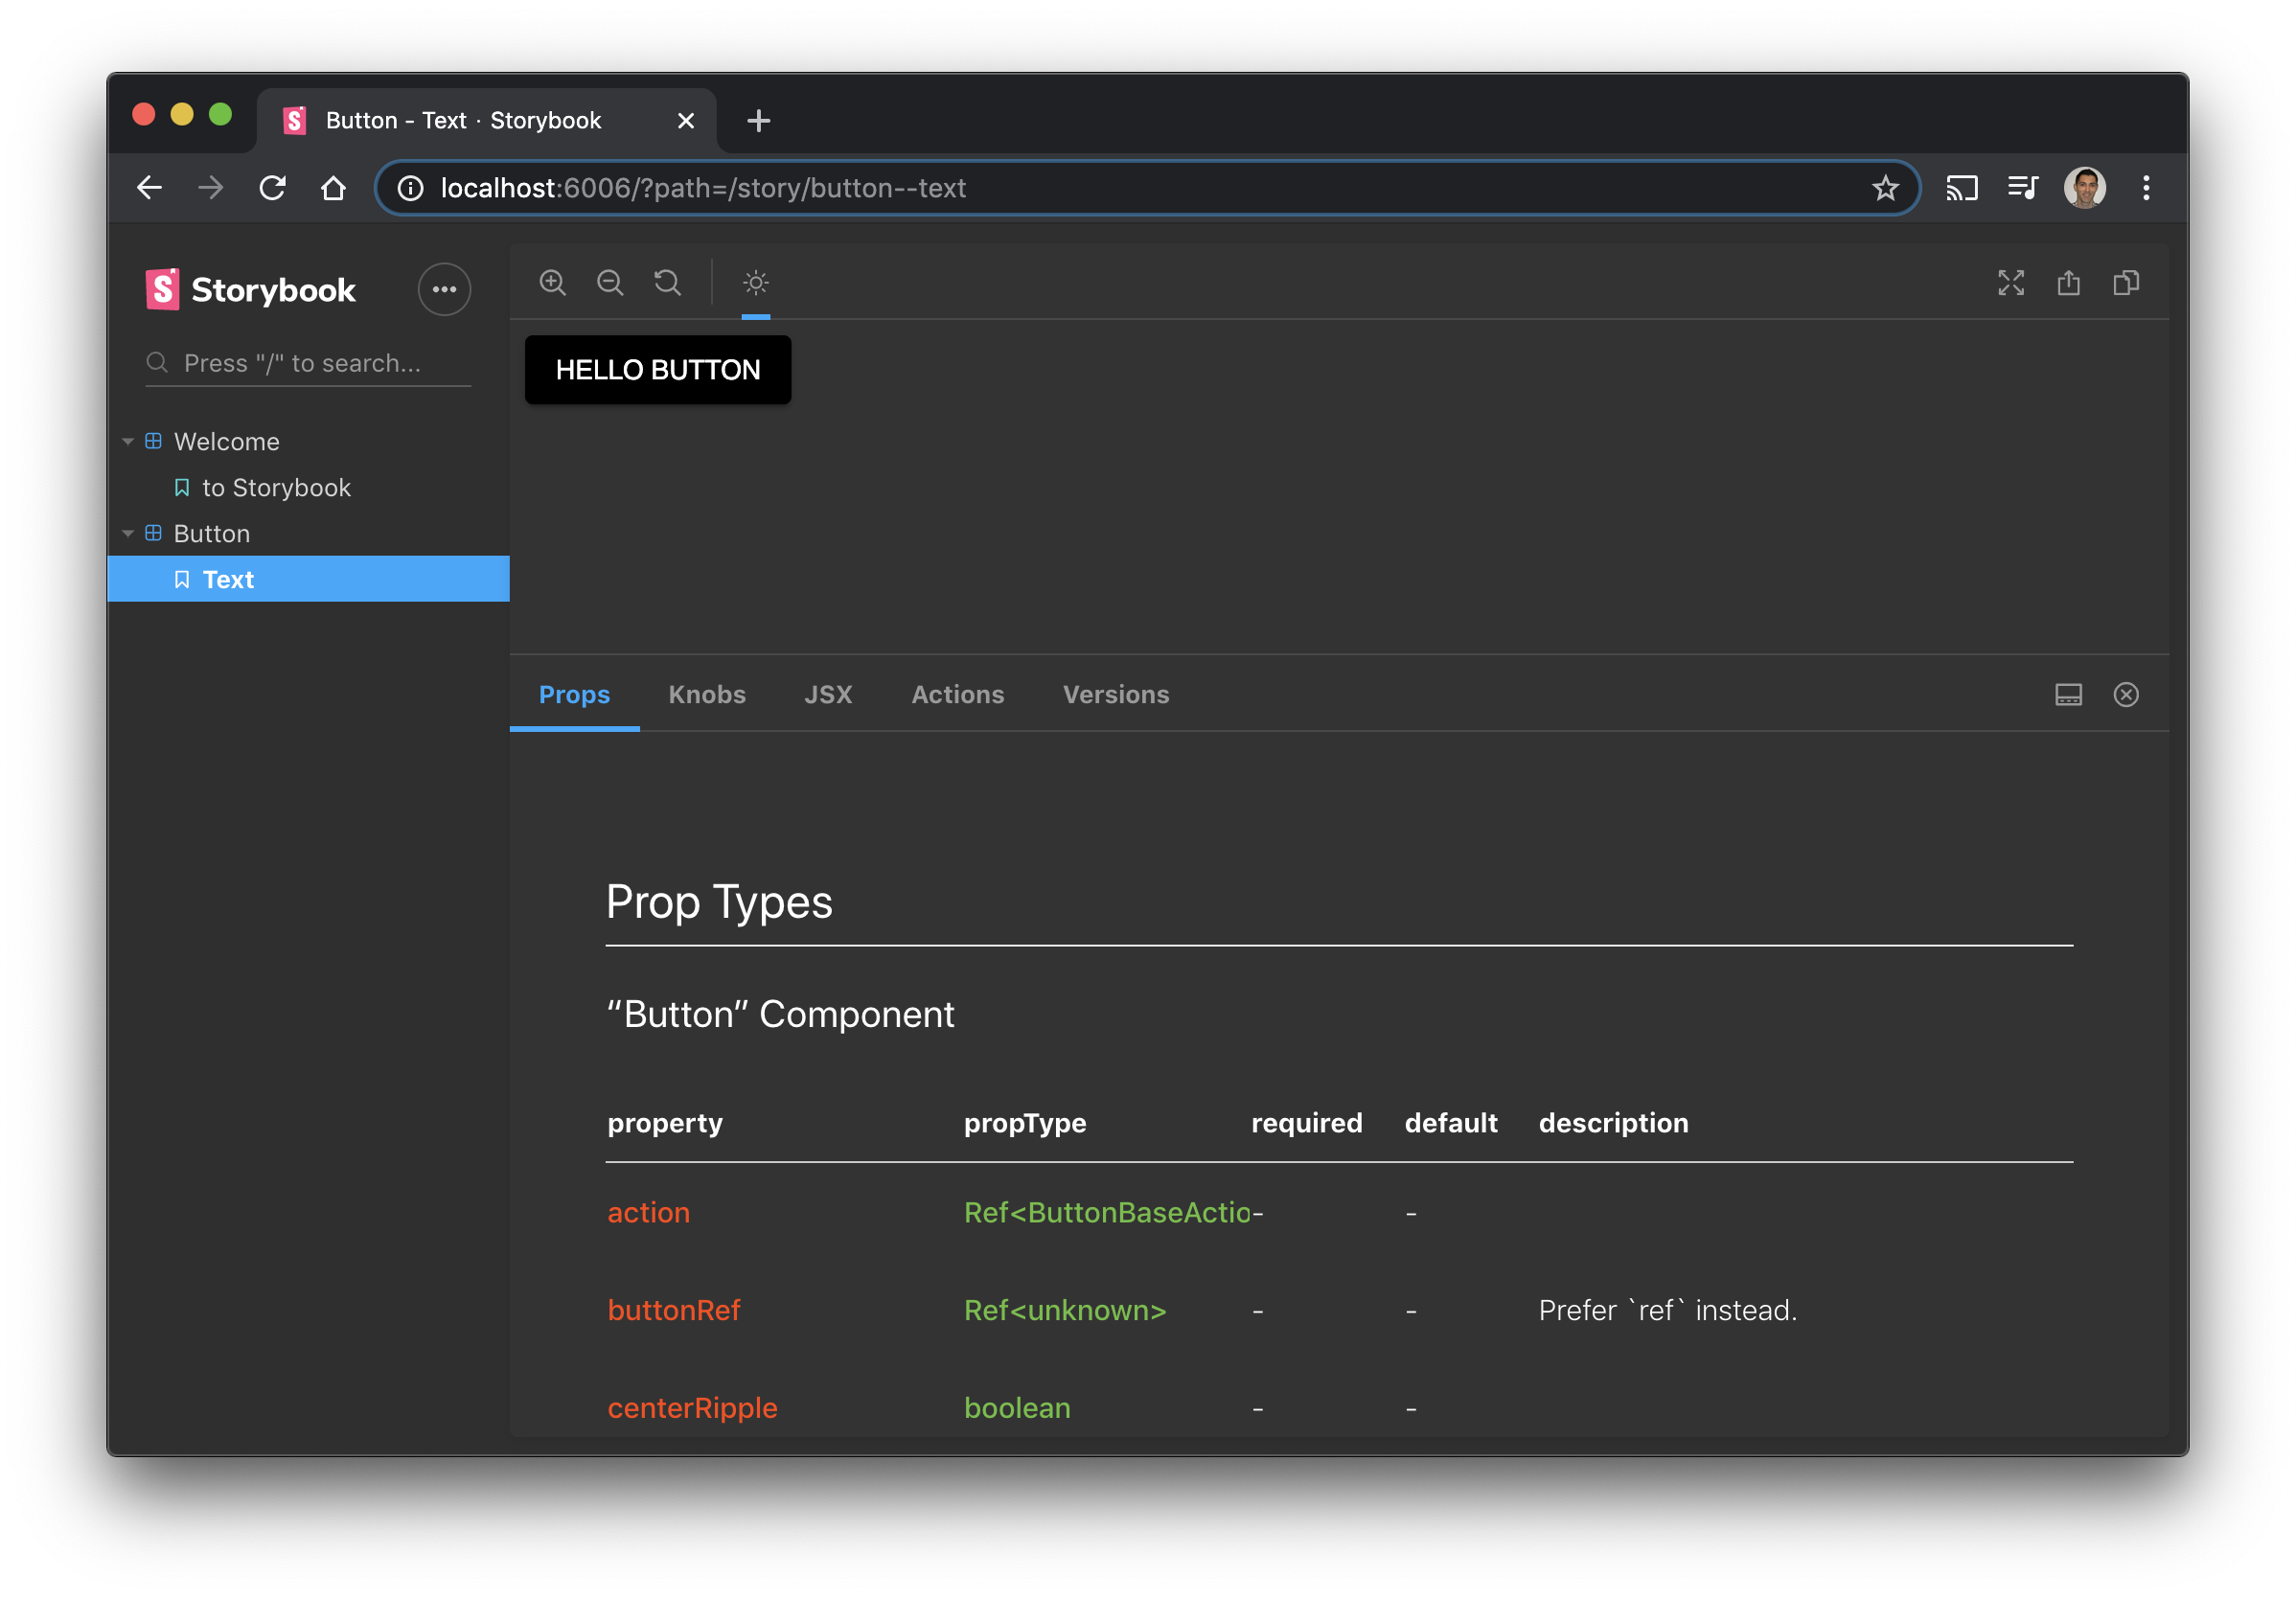 Button - Text · Storybook
localhost:6006/?path=/story/button--text
Storybook
Press "/" to search...
Welcome
to Storybook
Button
Text
HELLO BUTTON
Props Knobs JSX Actions Versions
Prop Types
“Button” Component
property propType required default description
action Ref<ButtonBaseActio- -
buttonRef Ref<unknown> - - Prefer `ref` instead.
centerRipple boolean - -